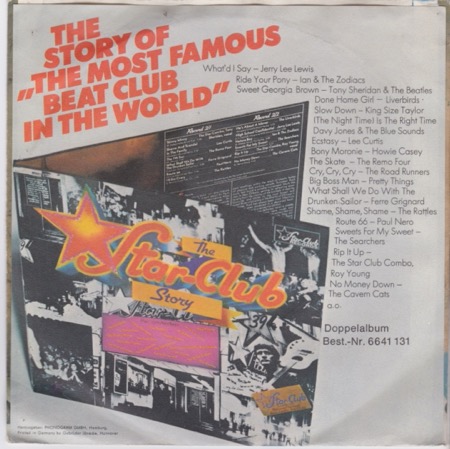 THE
STORY OF
„THE MOST FAMOUS
BEAT CLUB
IN THE WORLD"
What'd I Say – Jerry Lee Lewis
Ride Your Pony – Ian & The Zodiacs
Sweet Georgia Brown – Tony Sheridan & The Beatles
Dane Home Girl – Liverbirds
Slow Down – King Size Taylor
(The Night Time) Is The Right Time
Davy Jones & The Blue Sounds
Ecstasy – Lee Curtis
Bony Moronie – Howie Casey
The Skate – The Remo Four
Cry, Cry, Cry – The Road Runners
Big Boss Man – Pretty Things
What Shall We Do With The
Drunken Sailor – Ferre Grignard
Shame, Shame, Shame – The Rattles
Route 66 – Paul Nero
Sweets For My Sweet –
The Searchers
Rip It Up –
The Star Club Combo,
Roy Young
No Money Down –
The Cavern Cats
a.o.
Doppelalbum
Best.-Nr. 6641 131
The
Star-Club
Story
Star-Club